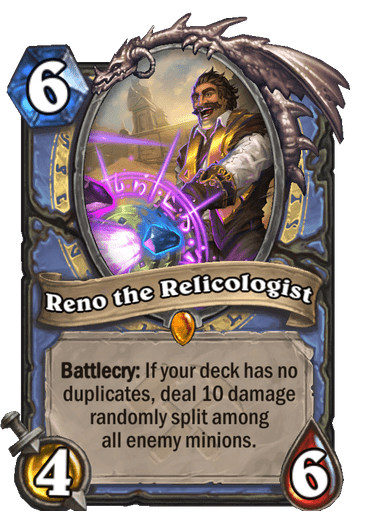 6
Reno the Relicologist
Battlecry: If your deck has no
duplicates, deal 10 damage
randomly split among
all enemy minions.
4
6